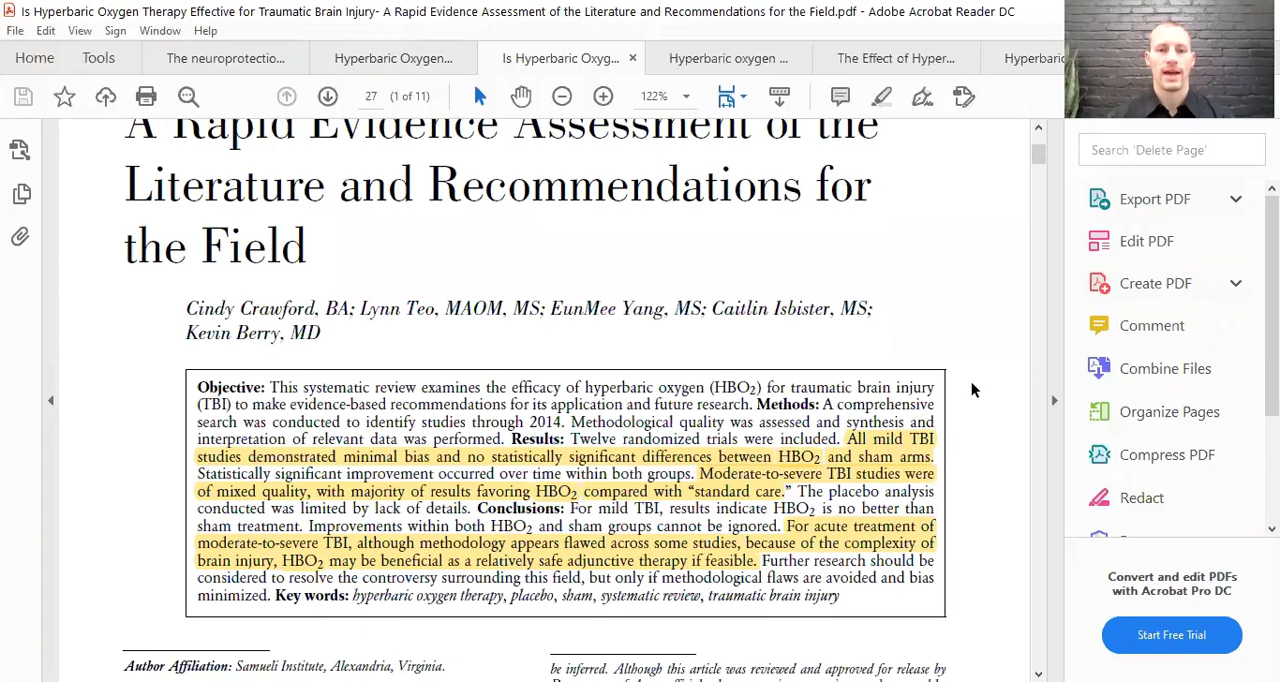 Is Hyperbaric Oxygen Therapy Effective for Traumatic Brain Injury- A Rapid Evidence Assessment of the Literature and Recommendations for the Field.pdf - Adobe Acrobat Reader DC
File Edit View Sign Window Help
Home Tools The neuroprotectio... Hyperbaric Oxygen... Is Hyperbaric Oxyg... × Hyperbaric oxygen ... The Effect of Hyper... Hyperbaric
27 (1 of 11) 122%
Search 'Delete Page'
A Rapid Evidence Assessment of the
Literature and Recommendations for
the Field
Cindy Crawford, BA; Lynn Teo, MAOM, MS; EunMee Yang, MS; Caitlin Isbister, MS;
Kevin Berry, MD
Objective: This systematic review examines the efficacy of hyperbaric oxygen (HBO2) for traumatic brain injury
(TBI) to make evidence-based recommendations for its application and future research. Methods: A comprehensive
search was conducted to identify studies through 2014. Methodological quality was assessed and synthesis and
interpretation of relevant data was performed. Results: Twelve randomized trials were included. All mild TBI
studies demonstrated minimal bias and no statistically significant differences between HBO2 and sham arms.
Statistically significant improvement occurred over time within both groups. Moderate-to-severe TBI studies were
of mixed quality, with majority of results favoring HBO2 compared with “standard care.” The placebo analysis
conducted was limited by lack of details. Conclusions: For mild TBI, results indicate HBO2 is no better than
sham treatment. Improvements within both HBO2 and sham groups cannot be ignored. For acute treatment of
moderate-to-severe TBI, although methodology appears flawed across some studies, because of the complexity of
brain injury, HBO2 may be beneficial as a relatively safe adjunctive therapy if feasible. Further research should be
considered to resolve the controversy surrounding this field, but only if methodological flaws are avoided and bias
minimized. Key words: hyperbaric oxygen therapy, placebo, sham, systematic review, traumatic brain injury
Author Affiliation: Samueli Institute, Alexandria, Virginia.
be inferred. Although this article was reviewed and approved for release by
Export PDF
Edit PDF
Create PDF
Comment
Combine Files
Organize Pages
Compress PDF
Redact
Convert and edit PDFs
with Acrobat Pro DC
Start Free Trial